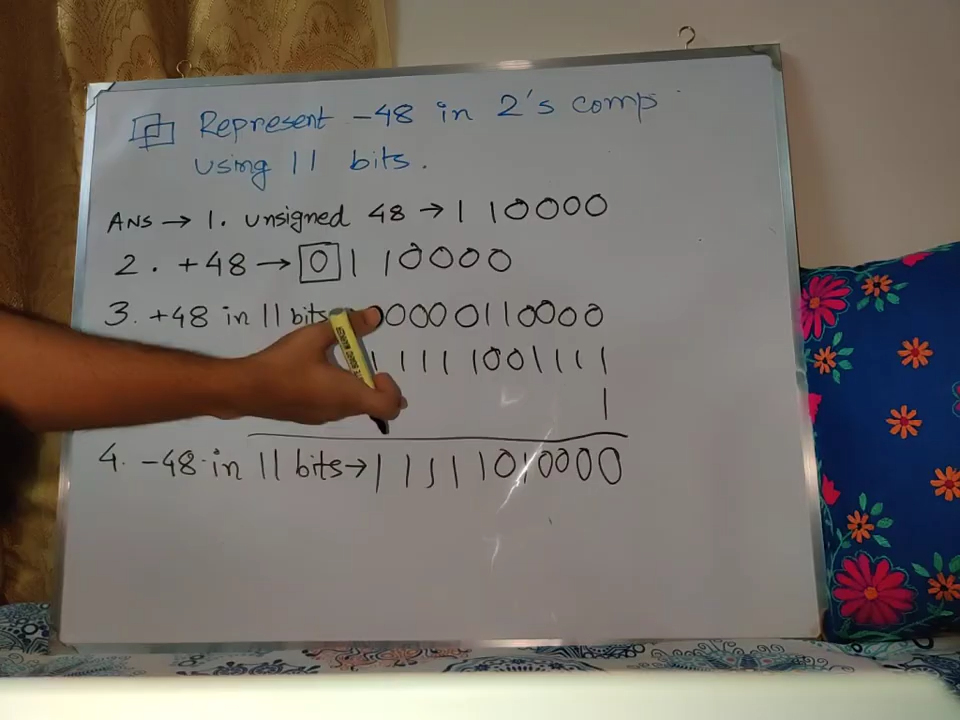 Represent -48 in 2's comp
using 11 bits.
ANS → 1. unsigned 48 → 110000
2. +48 → 0110000
3. +48 in 11 bits 00000110000
11111001111
1
4. -48 in 11 bits → 11111010000